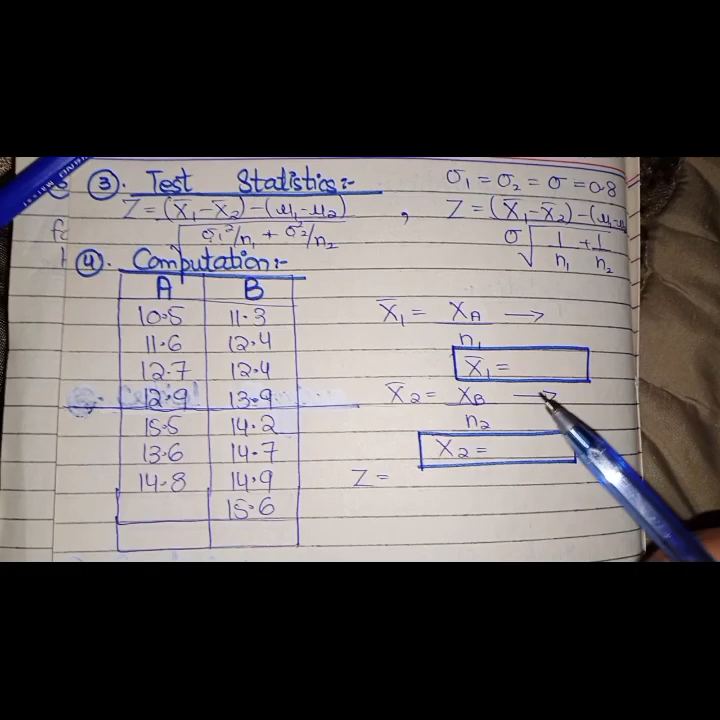 ③. Test Statistics:-
σ₁ = σ₂ = σ = 0.8
Z = (X̄₁-X̄₂)-(μ₁-μ₂) / √σ₁²/n₁ + σ²₂/n₂ , Z = (X̄₁-X̄₂)-(μ₁- / σ√1/n₁ + 1/n₂
④. Computation:-
A B
10.5 11.3
11.6 12.4
12.7 12.4
12.9 13.9
15.5 14.2
13.6 14.7
14.8 14.9
15.6
X̄₁ = XA / n₁ →
X̄₁ =
X̄2 = XB / n₂ →
X2 =
Z =